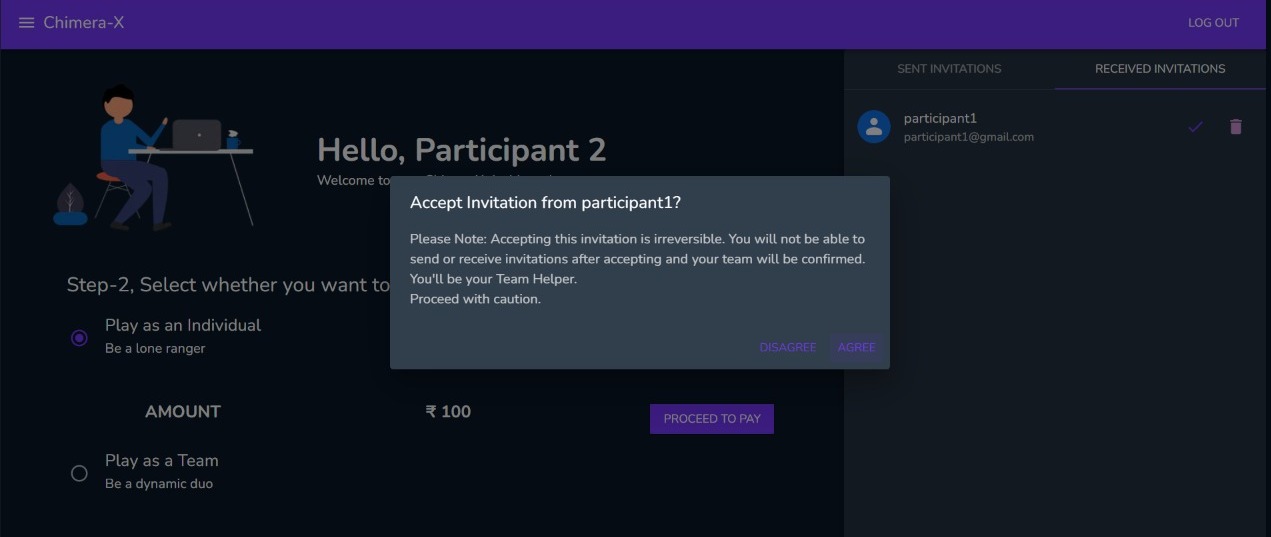 Chimera-X
LOG OUT
SENT INVITATIONS
RECEIVED INVITATIONS
participant1
participant1@gmail.com
Hello, Participant 2
Welcome to
Accept Invitation from participant1?
Please Note: Accepting this invitation is irreversible. You will not be able to
send or receive invitations after accepting and your team will be confirmed.
You'll be your Team Helper.
Proceed with caution.
DISAGREE
AGREE
Step-2, Select whether you want to
Play as an Individual
Be a lone ranger
AMOUNT
₹ 100
PROCEED TO PAY
Play as a Team
Be a dynamic duo